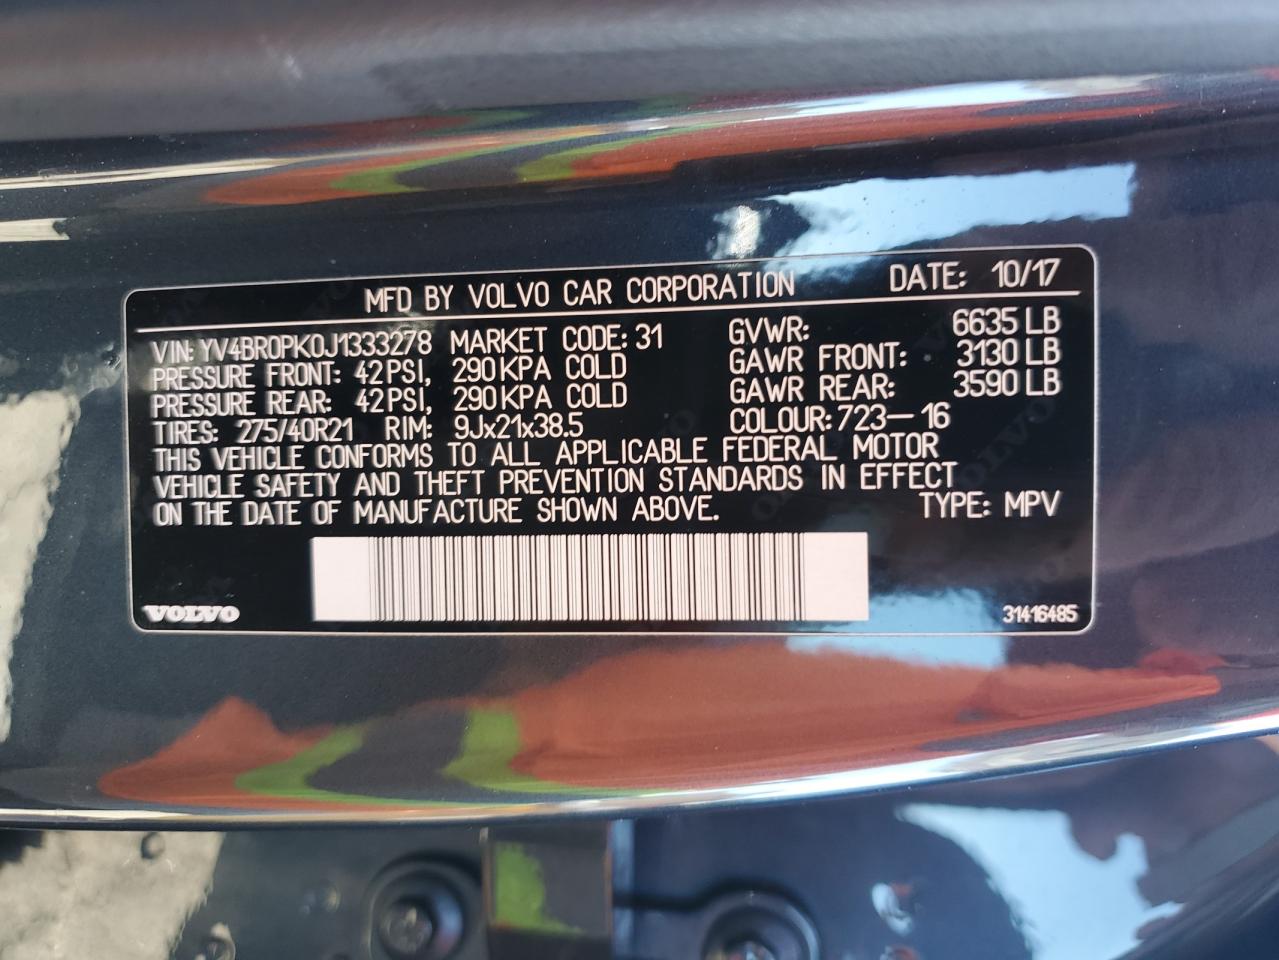 MFD BY VOLVO CAR CORPORATION DATE: 10/17
VIN: YV4BR0PK0J1333278 MARKET CODE: 31 GVWR: 6635 LB
PRESSURE FRONT: 42 PSI, 290 KPA COLD GAWR FRONT: 3130 LB
PRESSURE REAR: 42 PSI, 290 KPA COLD GAWR REAR: 3590 LB
TIRES: 275/40R21 RIM: 9Jx21x38.5 COLOUR: 723-16
THIS VEHICLE CONFORMS TO ALL APPLICABLE FEDERAL MOTOR
VEHICLE SAFETY AND THEFT PREVENTION STANDARDS IN EFFECT
ON THE DATE OF MANUFACTURE SHOWN ABOVE. TYPE: MPV
VOLVO 31416485